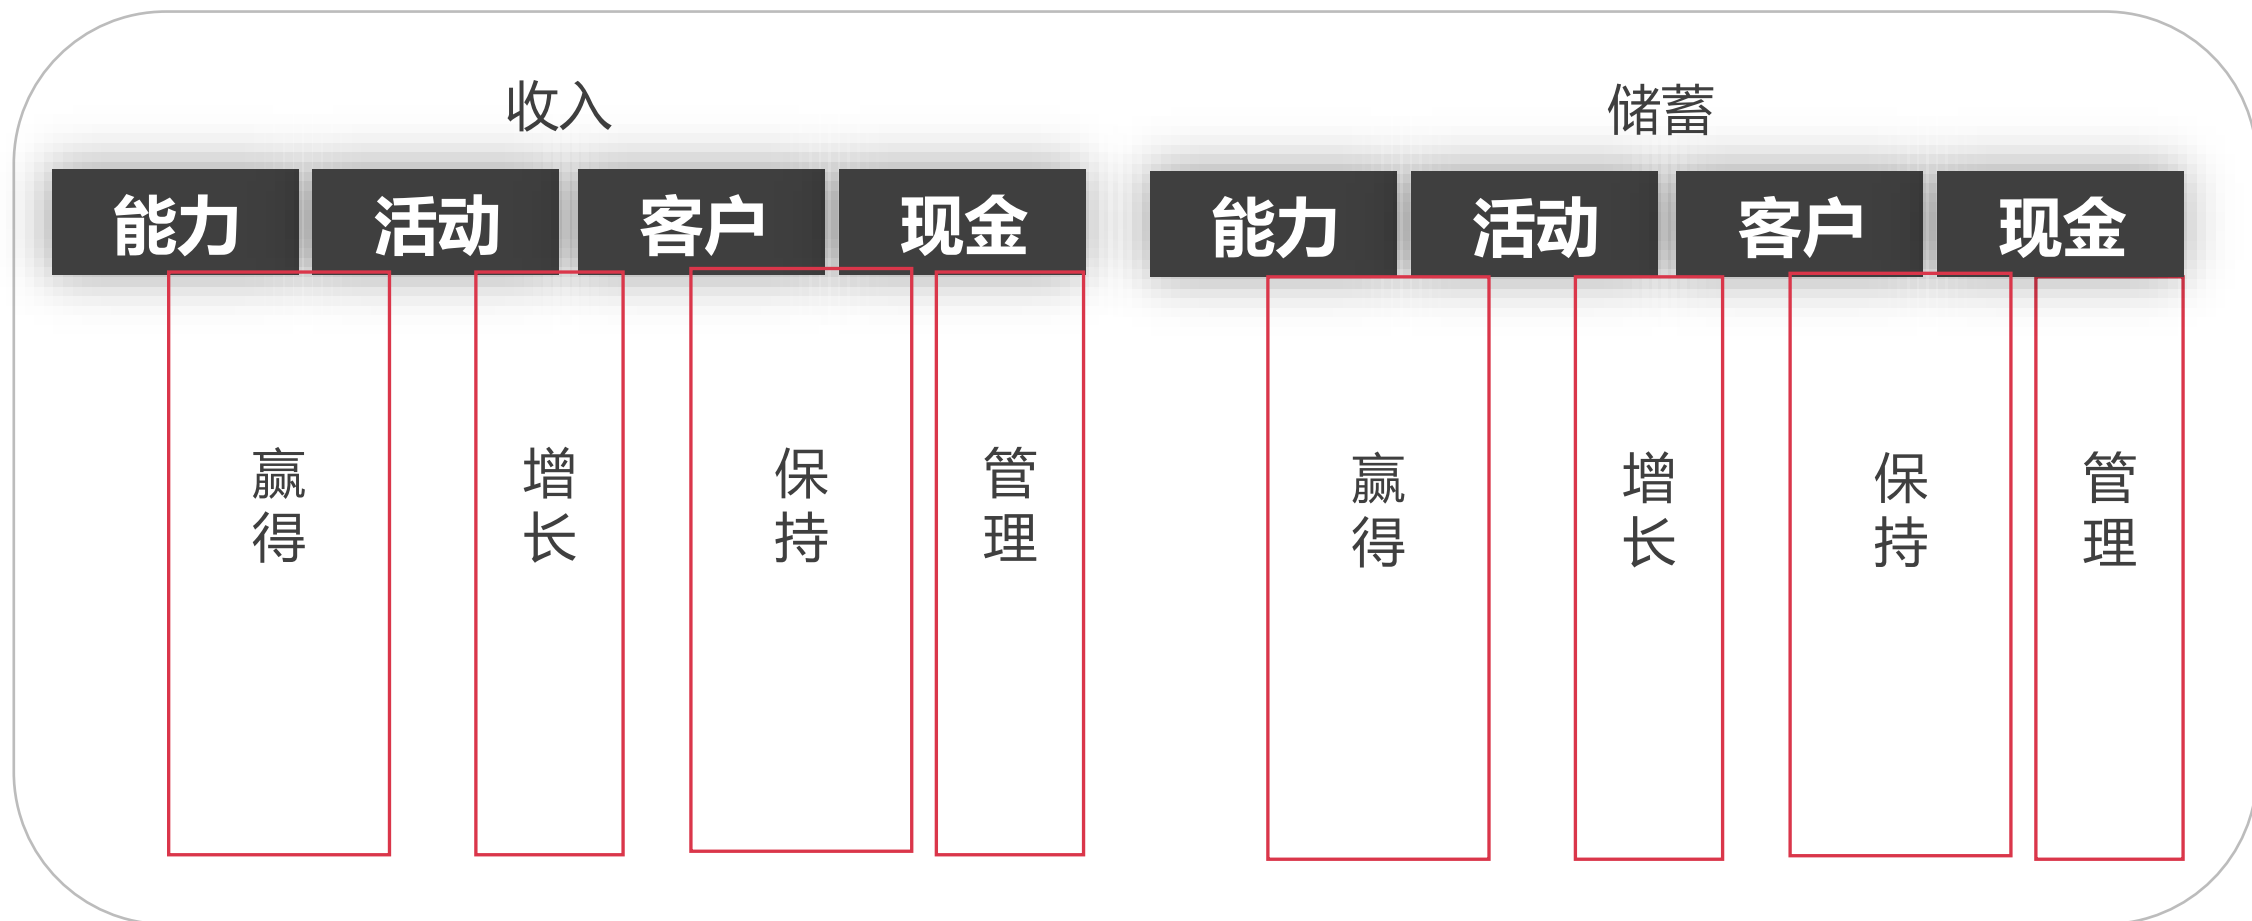 收入
能力 活动 客户 现金
赢得
增长
保持
管理
储蓄
能力 活动 客户 现金
赢得
增长
保持
管理